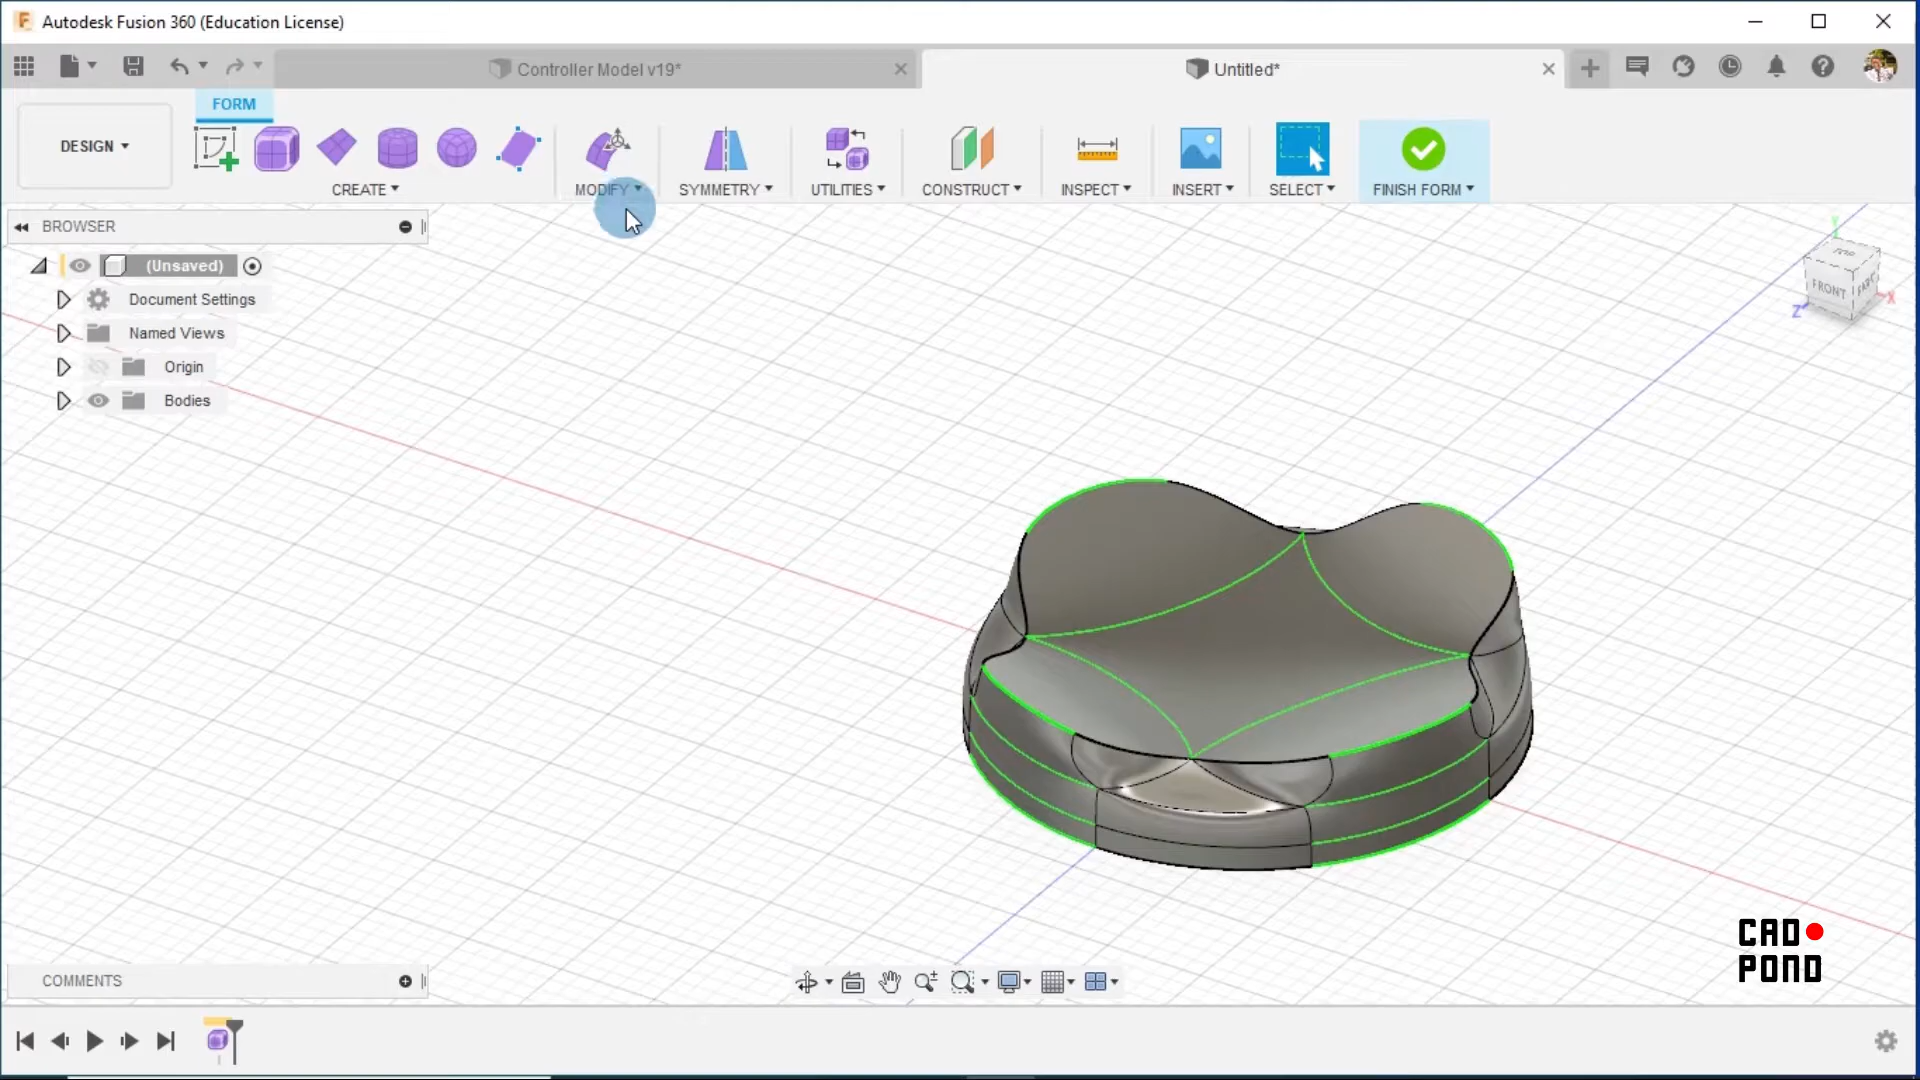 Autodesk Fusion 360 (Education License)
Controller Model v19*
Untitled*
FORM
DESIGN
CREATE
MODIFY
SYMMETRY
UTILITIES
CONSTRUCT
INSPECT
INSERT
SELECT
FINISH FORM
BROWSER
(Unsaved)
Document Settings
Named Views
Origin
Bodies
Y
FRONT
X
Z
CAD
POND
COMMENTS